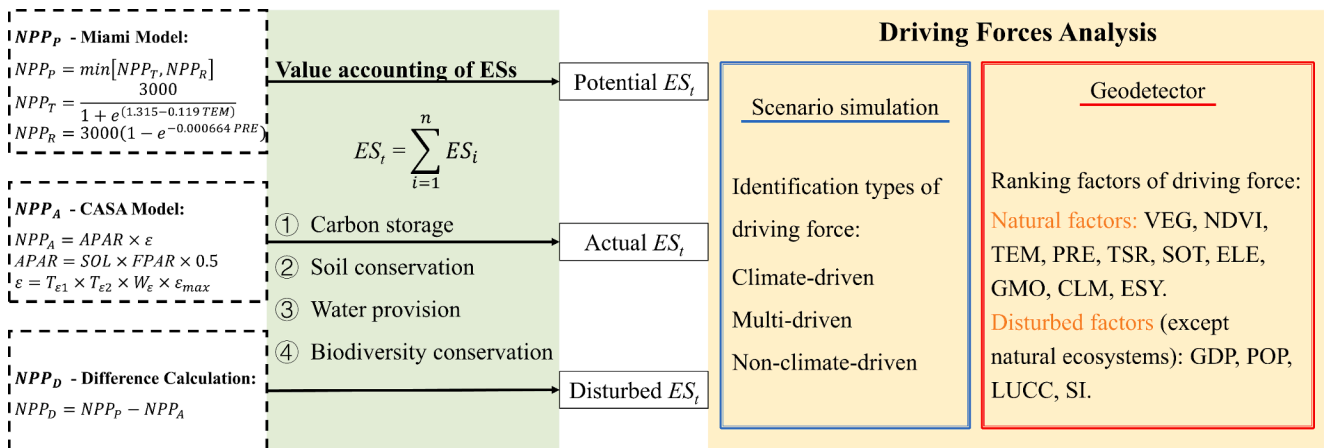 NPP_P - Miami Model:
NPP_P = min[NPP_T, NPP_R]
NPP_T = 3000 / (1 + e^(1.315−0.119 TEM))
NPP_R = 3000(1 − e^−0.000664 PRE)
NPP_A - CASA Model:
NPP_A = APAR × ε
APAR = SOL × FPAR × 0.5
ε = T_ε1 × T_ε2 × W_ε × ε_max
NPP_D - Difference Calculation:
NPP_D = NPP_P − NPP_A
Value accounting of ESs
ES_t = ∑_{i=1}^{n} ES_i
① Carbon storage
② Soil conservation
③ Water provision
④ Biodiversity conservation
Potential ES_t
Actual ES_t
Disturbed ES_t
Driving Forces Analysis
Scenario simulation
Identification types of
driving force:
Climate-driven
Multi-driven
Non-climate-driven
Geodetector
Ranking factors of driving force:
Natural factors: VEG, NDVI,
TEM, PRE, TSR, SOT, ELE,
GMO, CLM, ESY.
Disturbed factors (except
natural ecosystems): GDP, POP,
LUCC, SI.